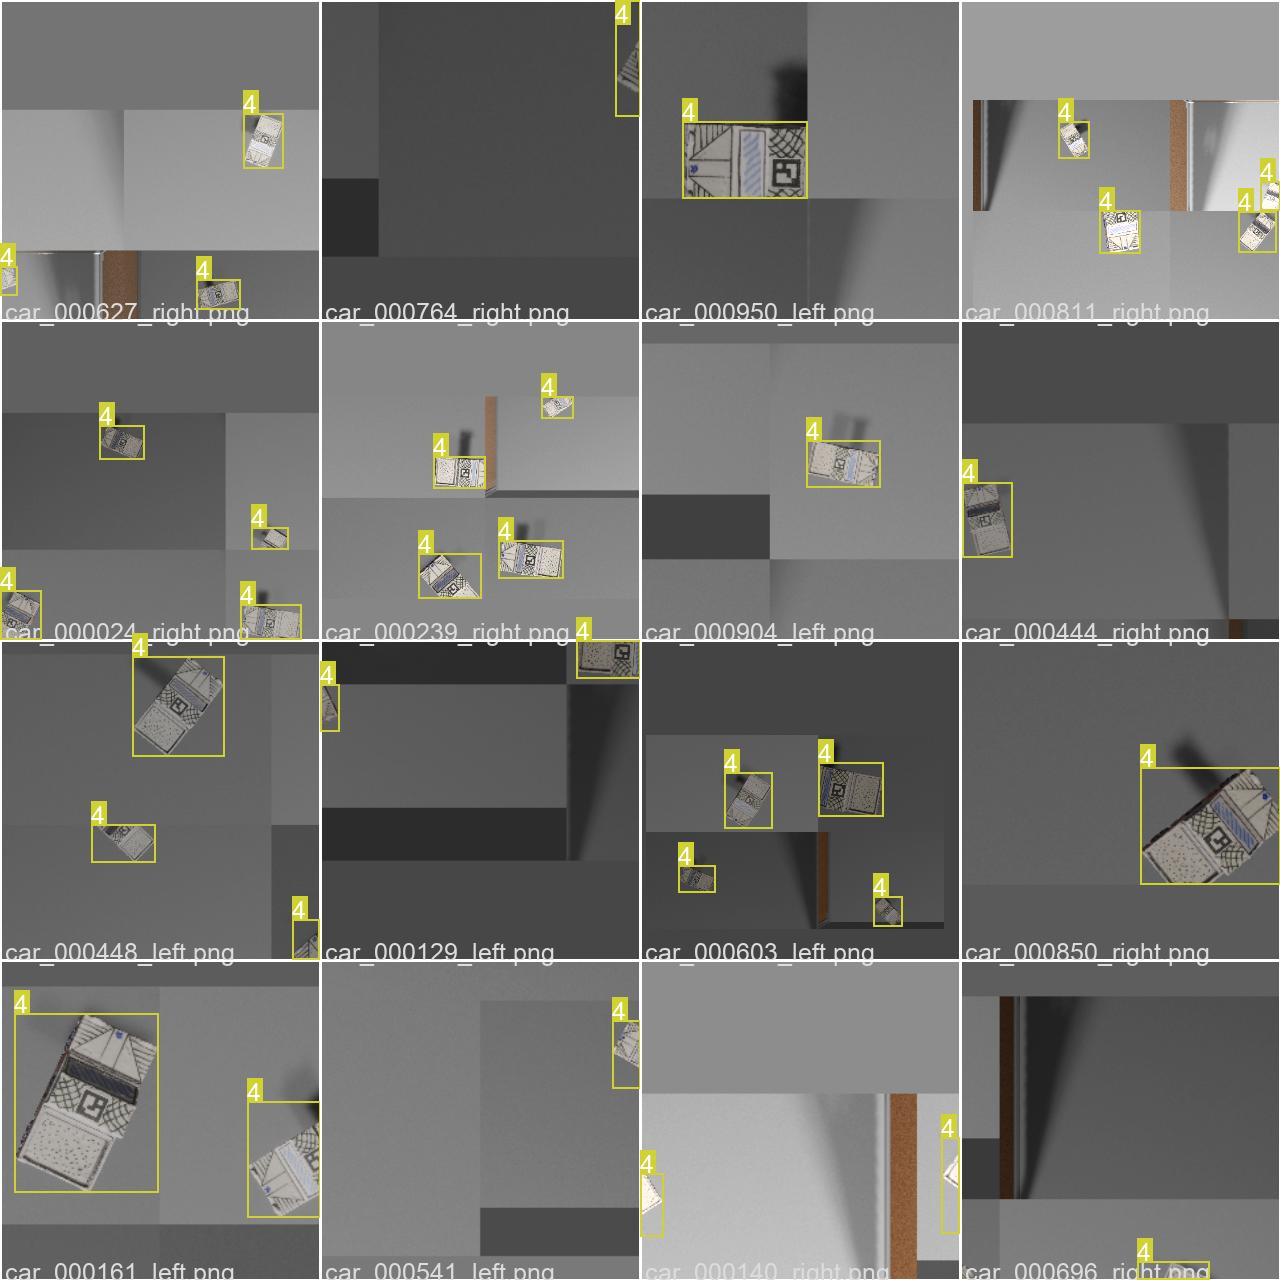 4
4
4
4
car_000627_right.png
4
car_000764_right.png
4
car_000950_left.png
4
4
4
4
car_000811_right.png
4
4
4
4
car_000024_right.png
4
4
4
4
car_000239_right.png
4
car_000904_left.png
4
car_000444_right.png
4
4
4
car_000448_left.png
4
4
car_000129_left.png
4
4
4
4
car_000603_left.png
4
car_000850_right.png
4
4
car_000161_left.png
4
car_000541_left.png
4
4
car_000140_right.png
4
car_000696_right.png